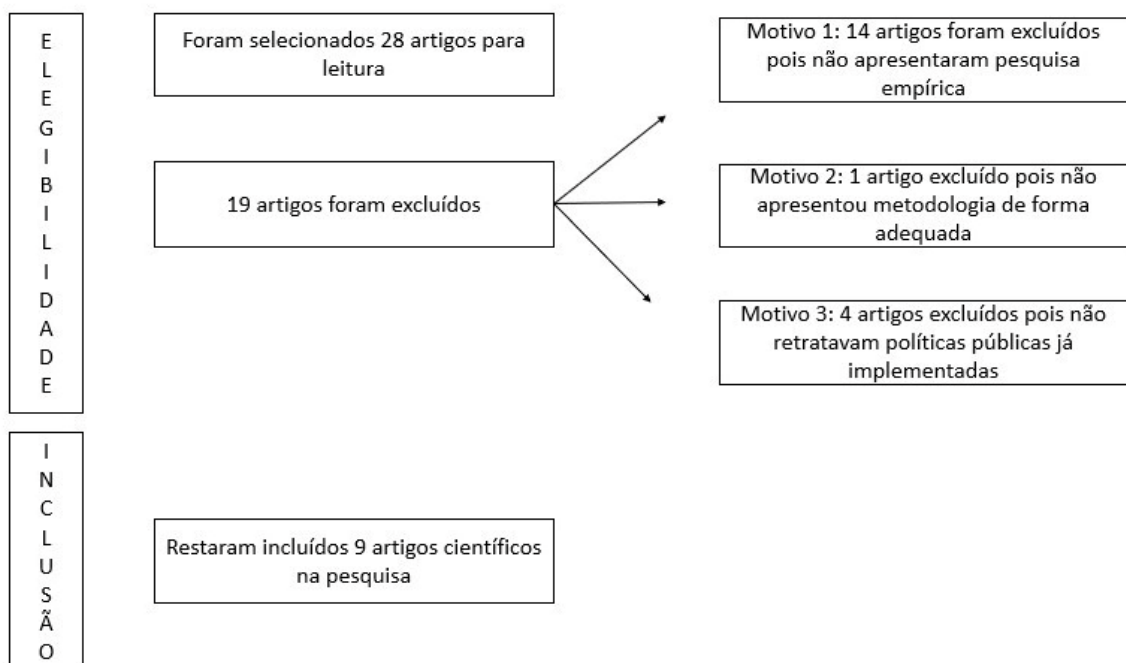 ELEGIBILIDADE
Foram selecionados 28 artigos para
leitura
19 artigos foram excluídos
Motivo 1: 14 artigos foram excluídos
pois não apresentaram pesquisa
empírica
Motivo 2: 1 artigo excluído pois não
apresentou metodologia de forma
adequada
Motivo 3: 4 artigos excluídos pois não
retratavam políticas públicas já
implementadas
INCLUSÃO
Restaram incluídos 9 artigos científicos
na pesquisa